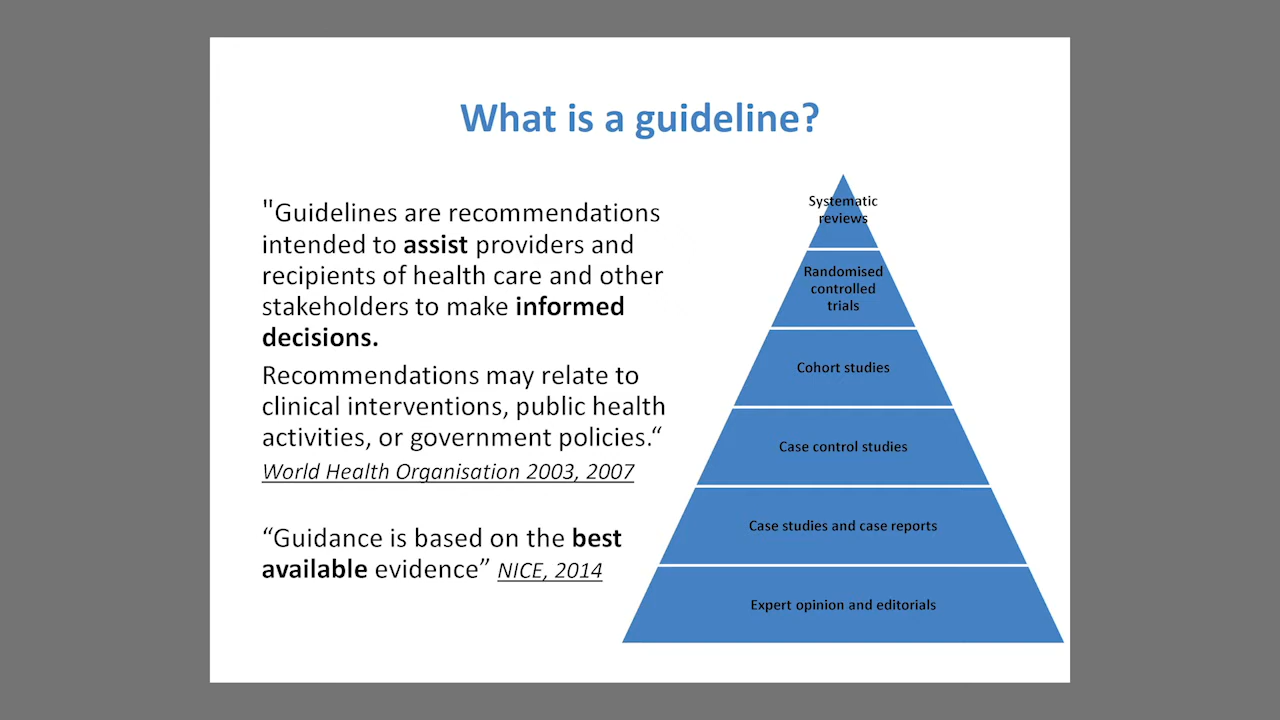 What is a guideline?
"Guidelines are recommendations
intended to assist providers and
recipients of health care and other
stakeholders to make informed
decisions.
Recommendations may relate to
clinical interventions, public health
activities, or government policies.“
World Health Organisation 2003, 2007
“Guidance is based on the best
available evidence” NICE, 2014
Systematic
reviews
Randomised
controlled
trials
Cohort studies
Case control studies
Case studies and case reports
Expert opinion and editorials